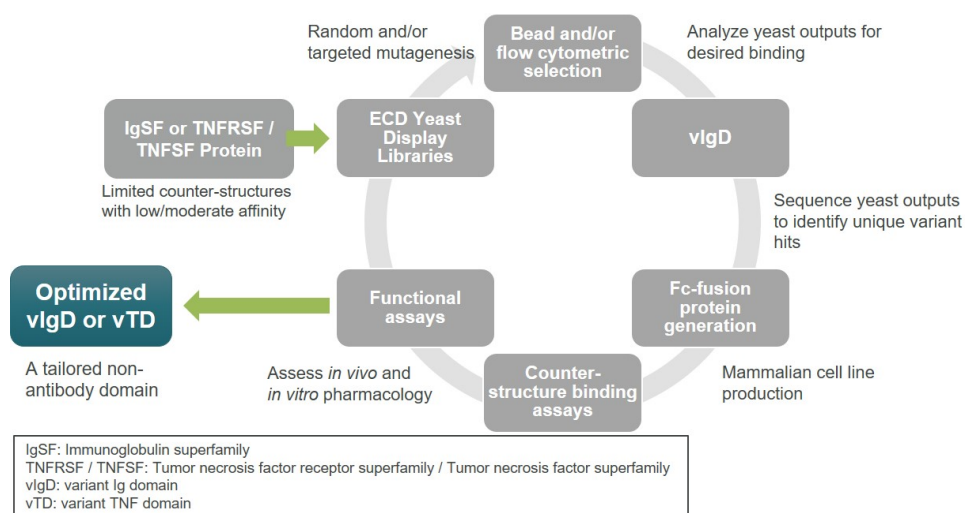 Random and/or
targeted mutagenesis
Bead and/or
flow cytometric
selection
Analyze yeast outputs for
desired binding
IgSF or TNFRSF /
TNFSF Protein
Limited counter-structures
with low/moderate affinity
ECD Yeast
Display
Libraries
vIgD
Sequence yeast outputs
to identify unique variant
hits
Optimized
vIgD or vTD
A tailored non-
antibody domain
Functional
assays
Assess in vivo and
in vitro pharmacology
Fc-fusion
protein
generation
Counter-
structure binding
assays
Mammalian cell line
production
IgSF: Immunoglobulin superfamily
TNFRSF / TNFSF: Tumor necrosis factor receptor superfamily / Tumor necrosis factor superfamily
vIgD: variant Ig domain
vTD: variant TNF domain